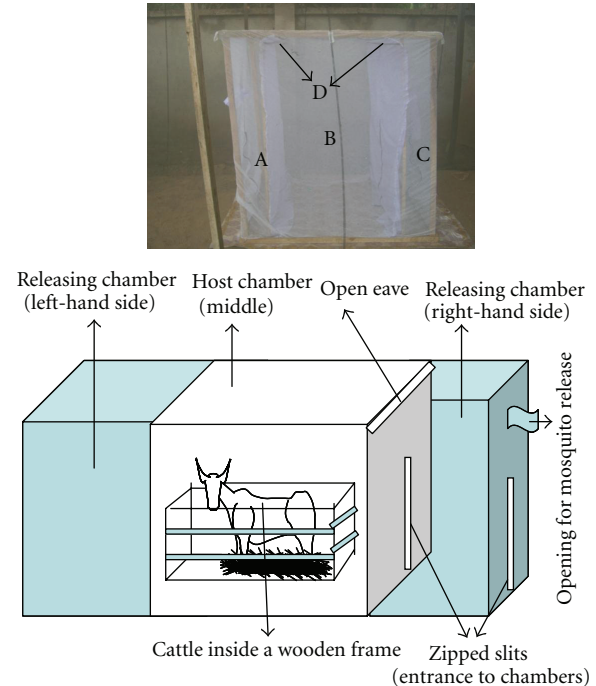 D
B
A
C
Releasing chamber
(left-hand side)
Host chamber
(middle)
Open eave
Releasing chamber
(right-hand side)
Opening for mosquito release
Cattle inside a wooden frame
Zipped slits
(entrance to chambers)